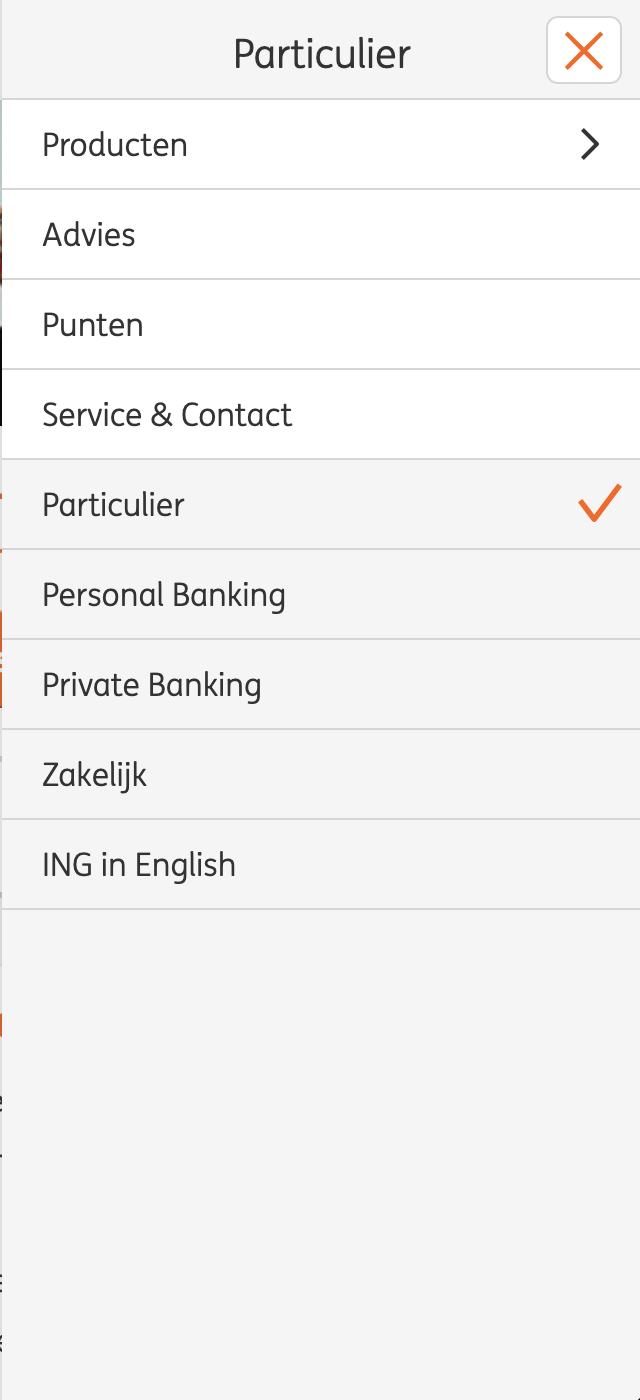 Particulier
Producten
Advies
Punten
Service & Contact
Particulier
Personal Banking
Private Banking
Zakelijk
ING in English